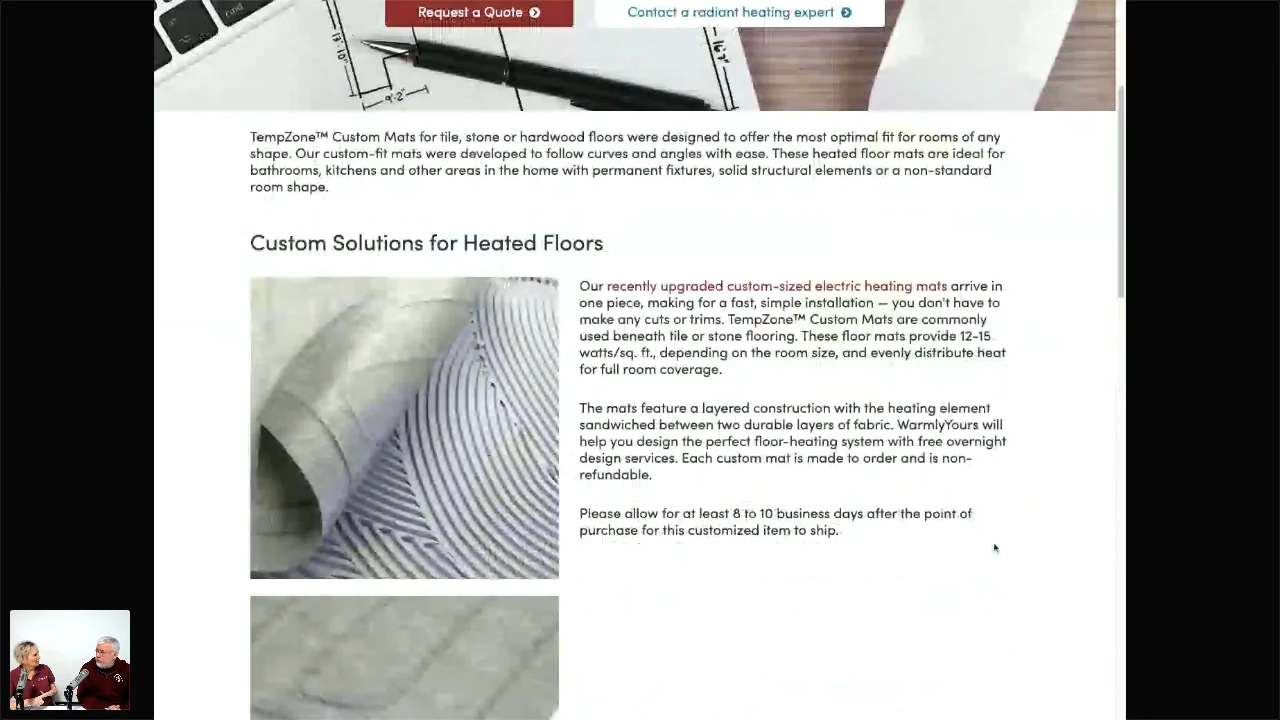 Request a Quote
Contact a radiant heating expert
9'-2"
TempZone™ Custom Mats for tile, stone or hardwood floors were designed to offer the most optimal fit for rooms of any
shape. Our custom-fit mats were developed to follow curves and angles with ease. These heated floor mats are ideal for
bathrooms, kitchens and other areas in the home with permanent fixtures, solid structural elements or a non-standard
room shape.
Custom Solutions for Heated Floors
Our recently upgraded custom-sized electric heating mats arrive in
one piece, making for a fast, simple installation — you don't have to
make any cuts or trims. TempZone™ Custom Mats are commonly
used beneath tile or stone flooring. These floor mats provide 12-15
watts/sq. ft., depending on the room size, and evenly distribute heat
for full room coverage.
The mats feature a layered construction with the heating element
sandwiched between two durable layers of fabric. WarmlyYours will
help you design the perfect floor-heating system with free overnight
design services. Each custom mat is made to order and is non-
refundable.
Please allow for at least 8 to 10 business days after the point of
purchase for this customized item to ship.